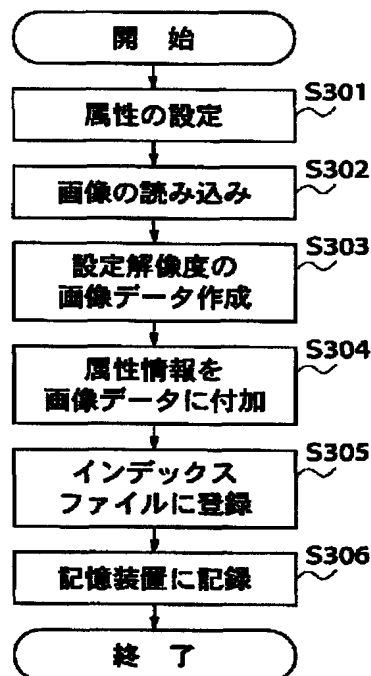 開始
S301
属性の設定
S302
画像の読み込み
S303
設定解像度の
画像データ作成
S304
属性情報を
画像データに付加
S305
インデックス
ファイルに登録
S306
記憶装置に記録
終了